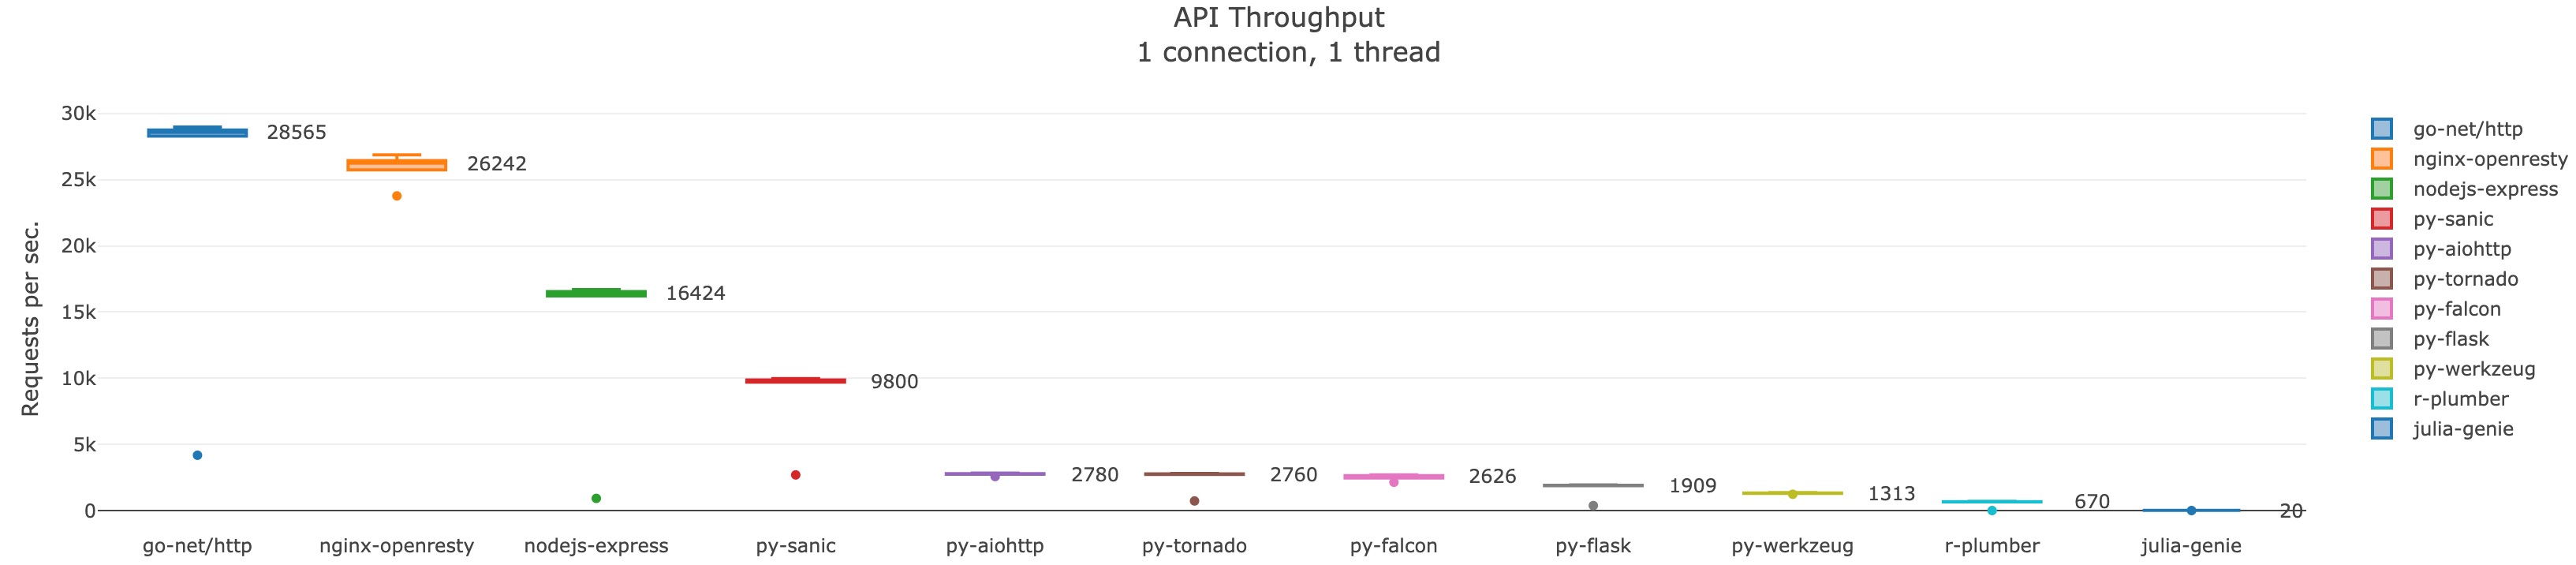 API Throughput
1 connection, 1 thread
Requests per sec.
30k
25k
20k
15k
10k
5k
0
28565
26242
16424
9800
2780
2760
2626
1909
1313
670
20
go-net/http
nginx-openresty
nodejs-express
py-sanic
py-aiohttp
py-tornado
py-falcon
py-flask
py-werkzeug
r-plumber
julia-genie
go-net/http
nginx-openresty
nodejs-express
py-sanic
py-aiohttp
py-tornado
py-falcon
py-flask
py-werkzeug
r-plumber
julia-genie